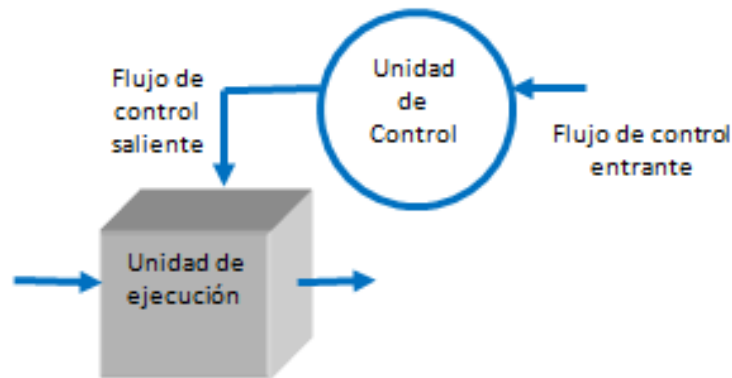 Flujo de
control
saliente
Unidad
de
Control
Flujo de control
entrante
Unidad de
ejecución